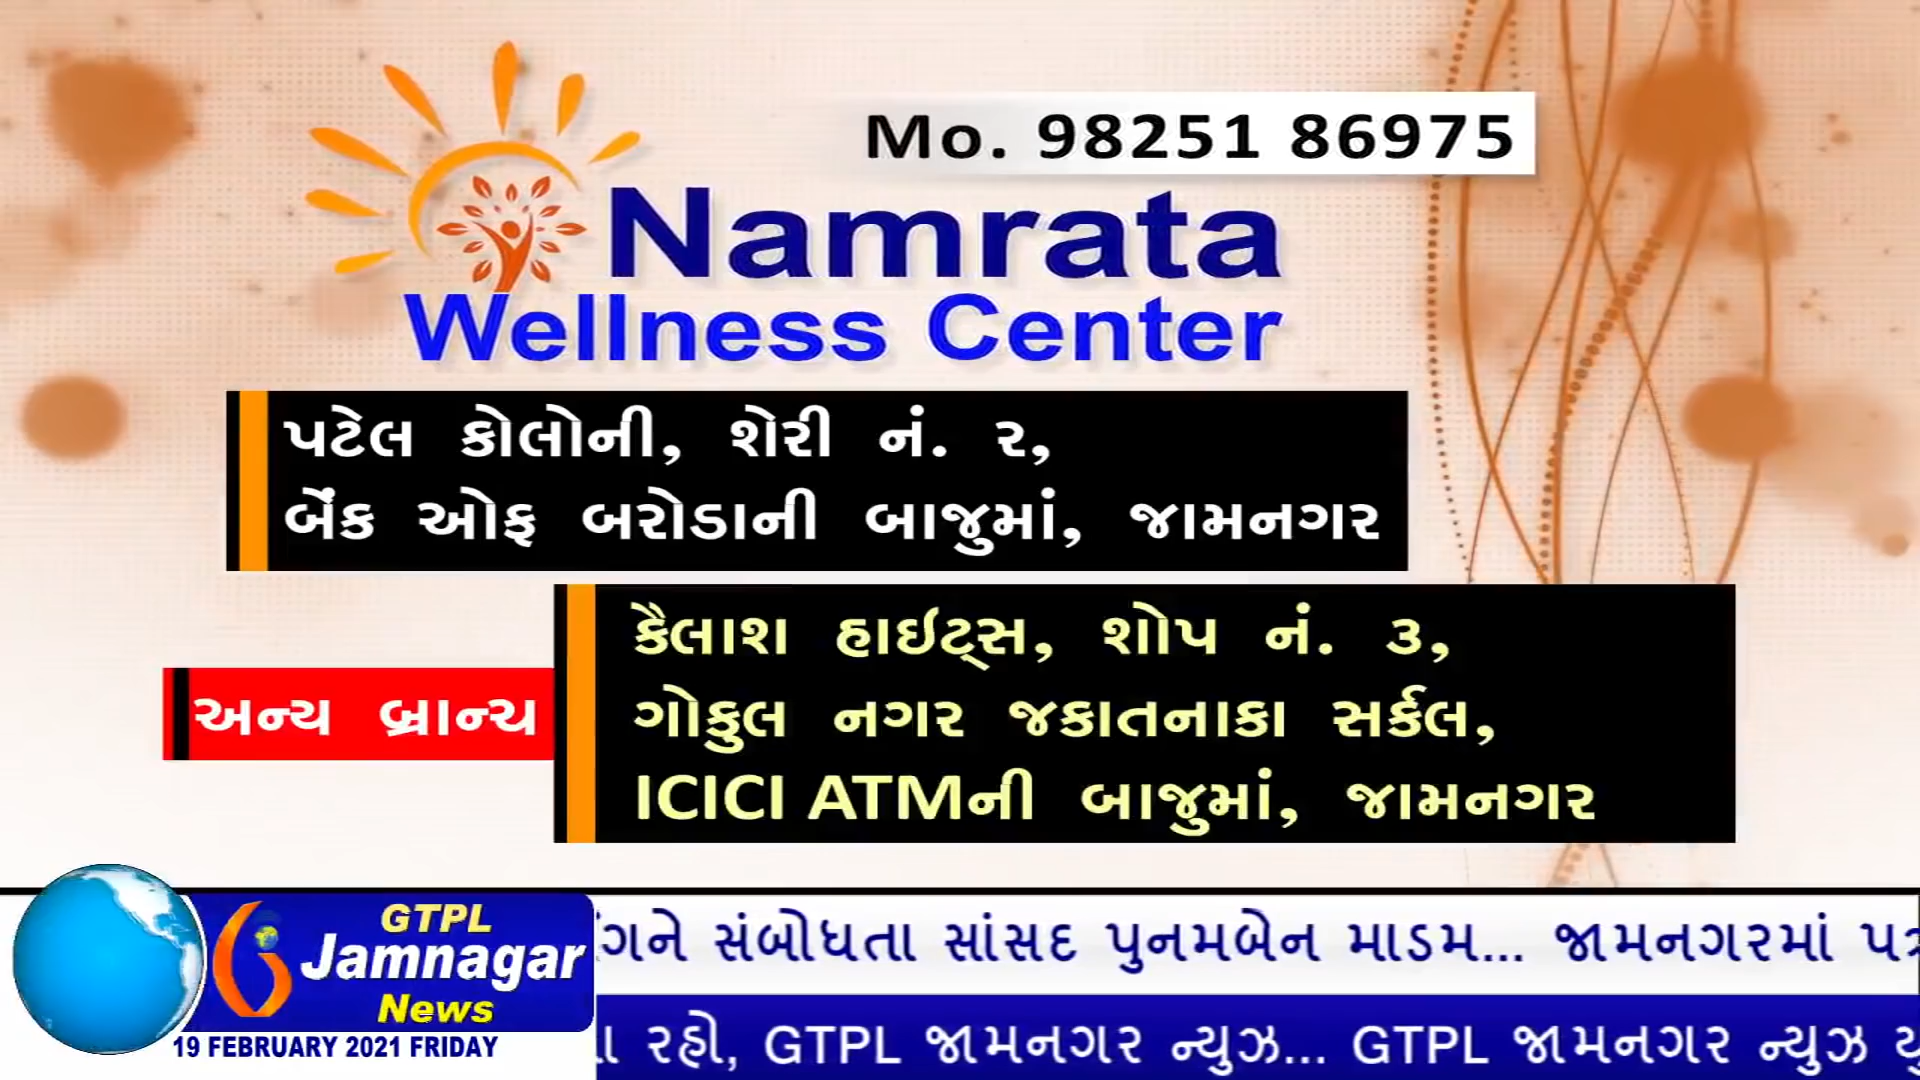 Mo. 98251 86975
Namrata
Wellness Center
પટેલ કોલોની, શેરી નં. ૨,
બેંક ઓફ બરોડાની બાજુમાં, જામનગર
અન્ય બ્રાન્ચ
કૈલાશ હાઇટ્સ, શોપ નં. ૩,
ગોકુલ નગર જકાતનાકા સર્કલ,
ICICI ATMની બાજુમાં, જામનગર
GTPL
Jamnagar
News
19 FEBRUARY 2021 FRIDAY
સંબોધતા સાંસદ પુનમબેન માડમ... જામનગરમાં
રહો, GTPL જામનગર ન્યુઝ... GTPL જામનગર ન્યુઝ